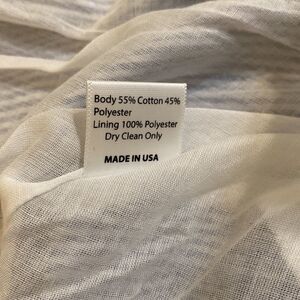 Body 55% Cotton 45%
Polyester
Lining 100% Polyester
Dry Clean Only
MADE IN USA